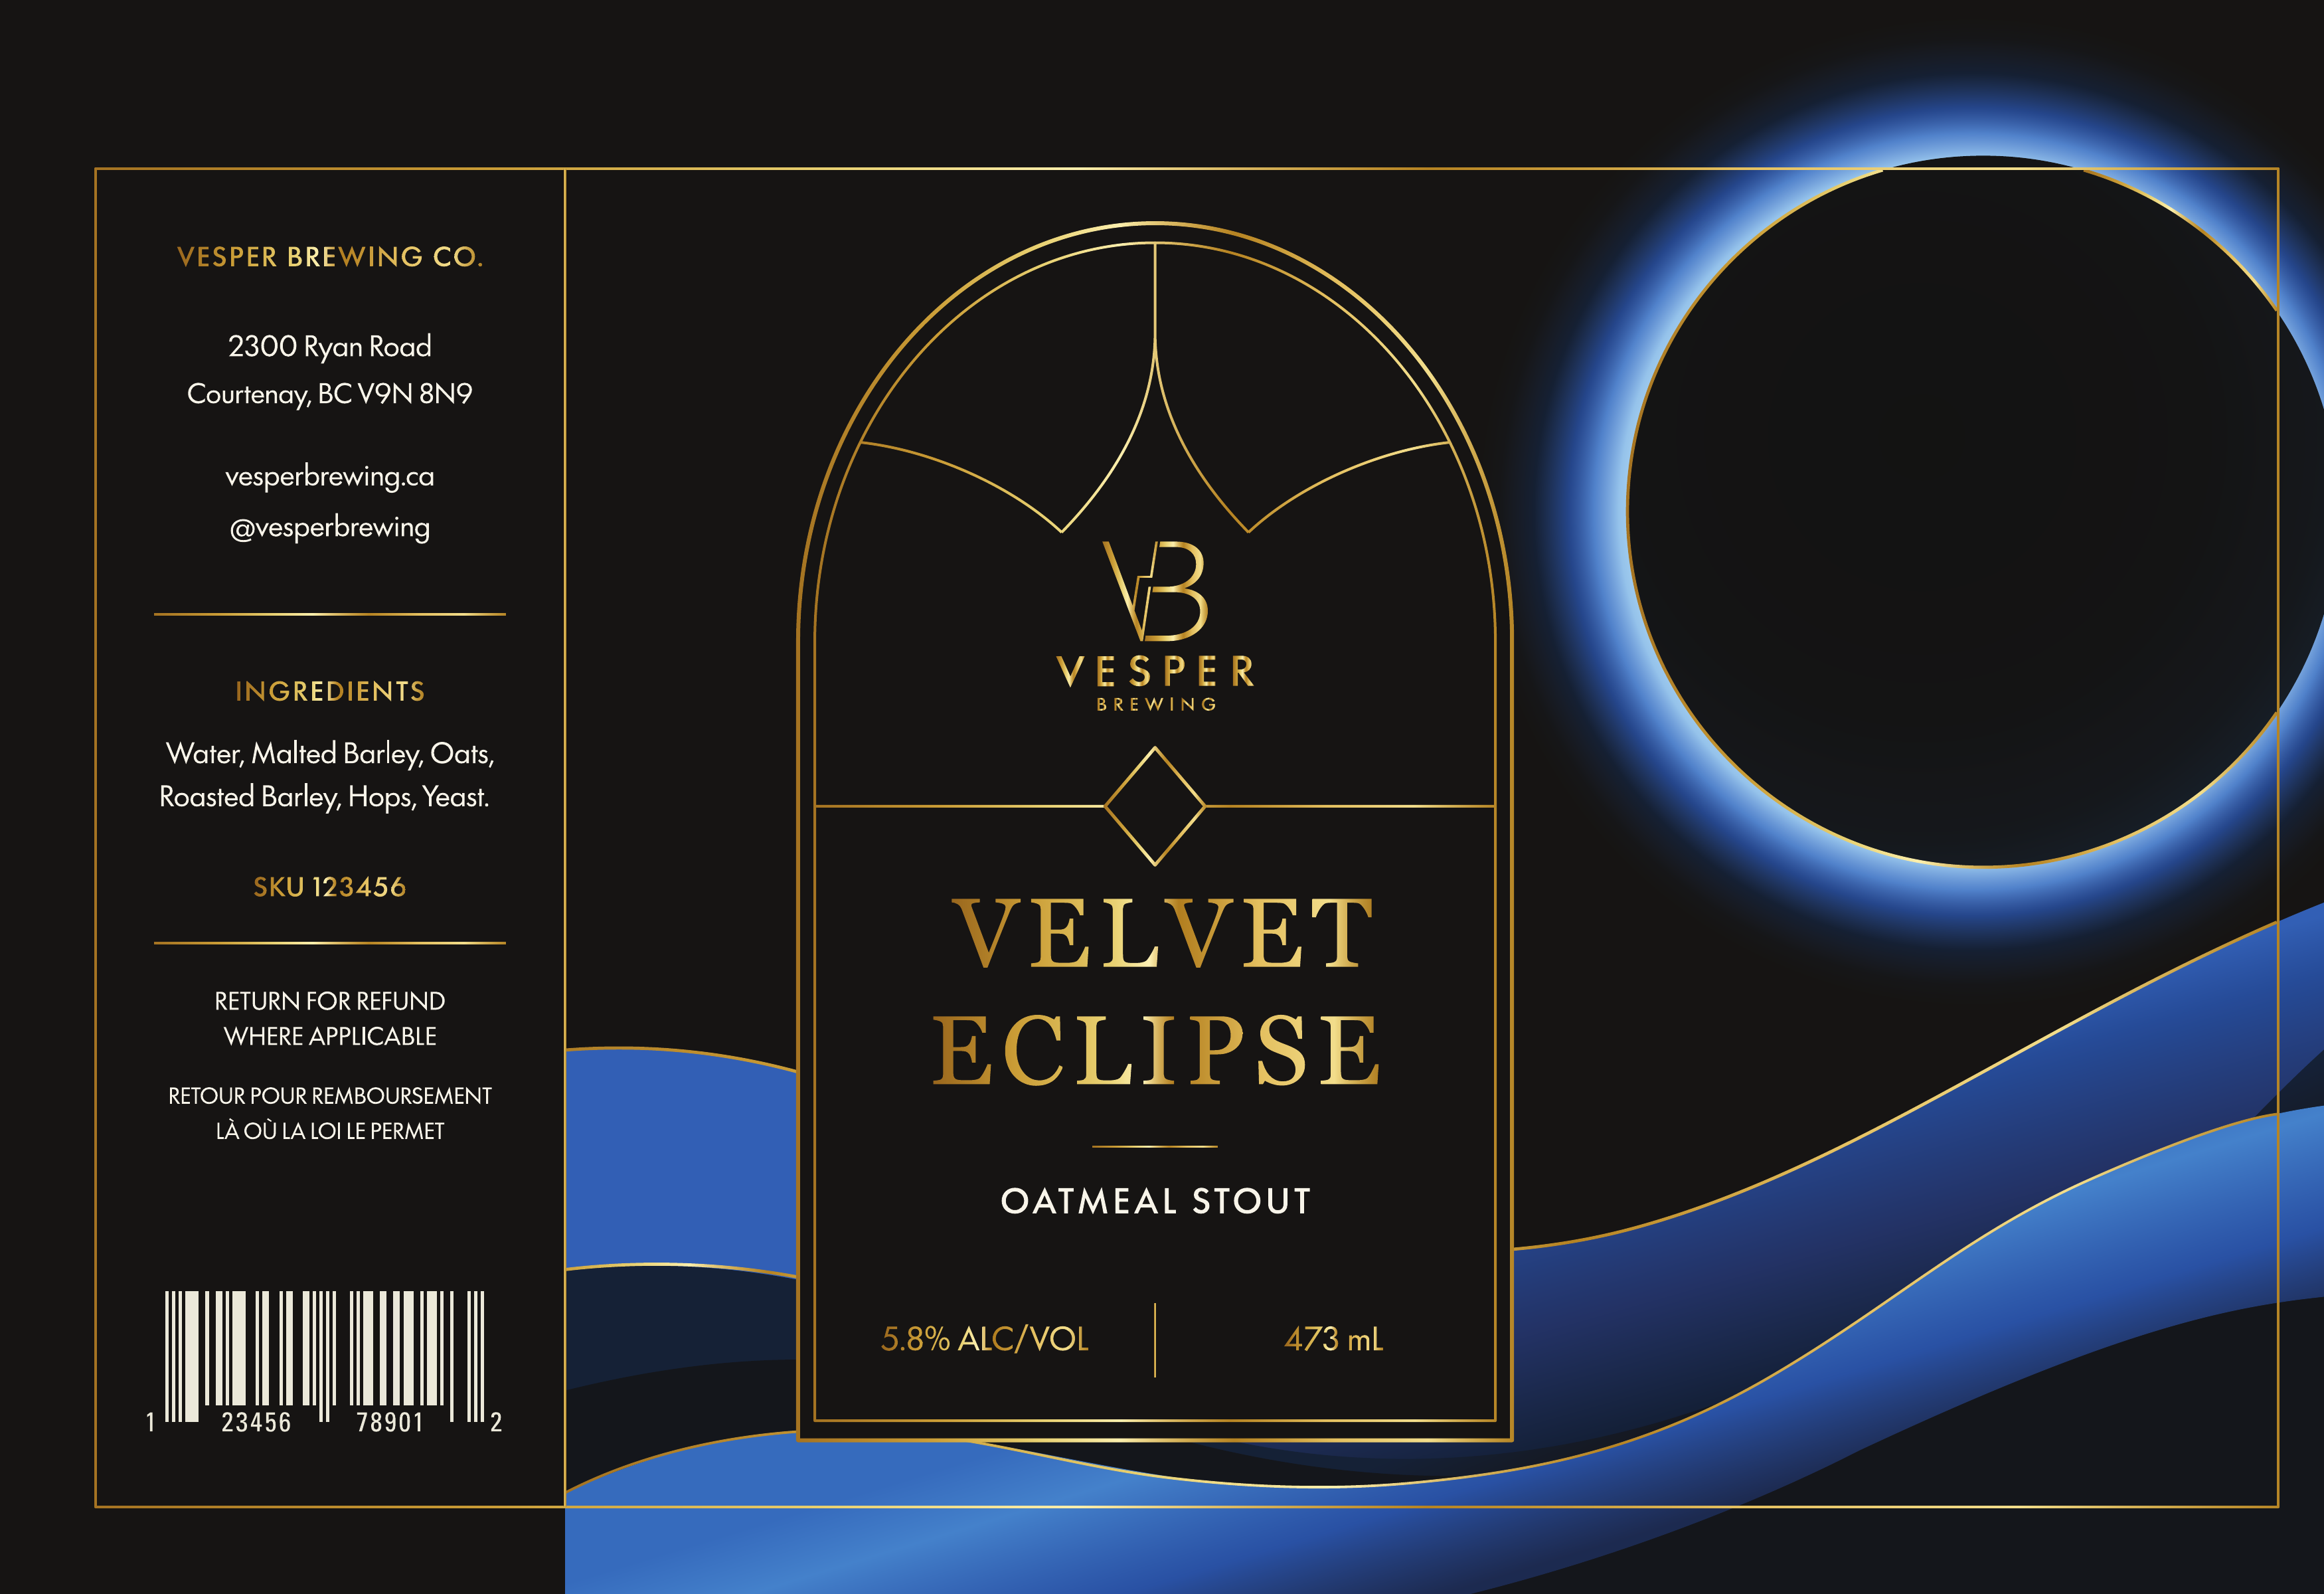 VESPER BREWING CO.
2300 Ryan Road
Courtenay, BC V9N 8N9
vesperbrewing.ca
@vesperbrewing
INGREDIENTS
Water, Malted Barley, Oats,
Roasted Barley, Hops, Yeast.
SKU 123456
RETURN FOR REFUND
WHERE APPLICABLE
RETOUR POUR REMBOURSEMENT
LÀ OÙ LA LOI LE PERMET
1 23456 78901 2
VB
VESPER
BREWING
VELVET
ECLIPSE
OATMEAL STOUT
5.8% ALC/VOL
473 mL